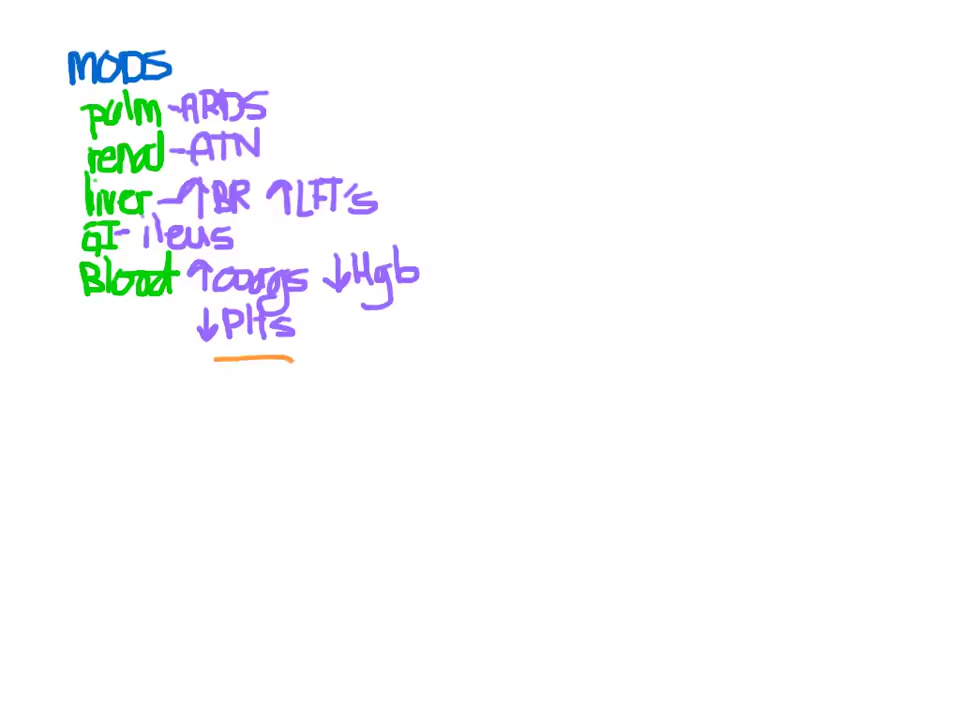 MODS
pulm - ARDS
renal - ATN
liver - ↑BR ↑LFT's
GI - ileus
Blood ↑coags ↓Hgb
↓Plts